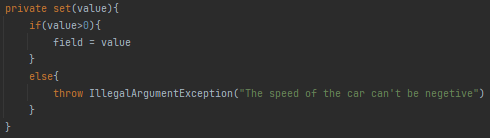 private set(value){
if(value>0){
field = value
}
else{
throw IllegalArgumentException("The speed of the car can't be negetive")
}
}